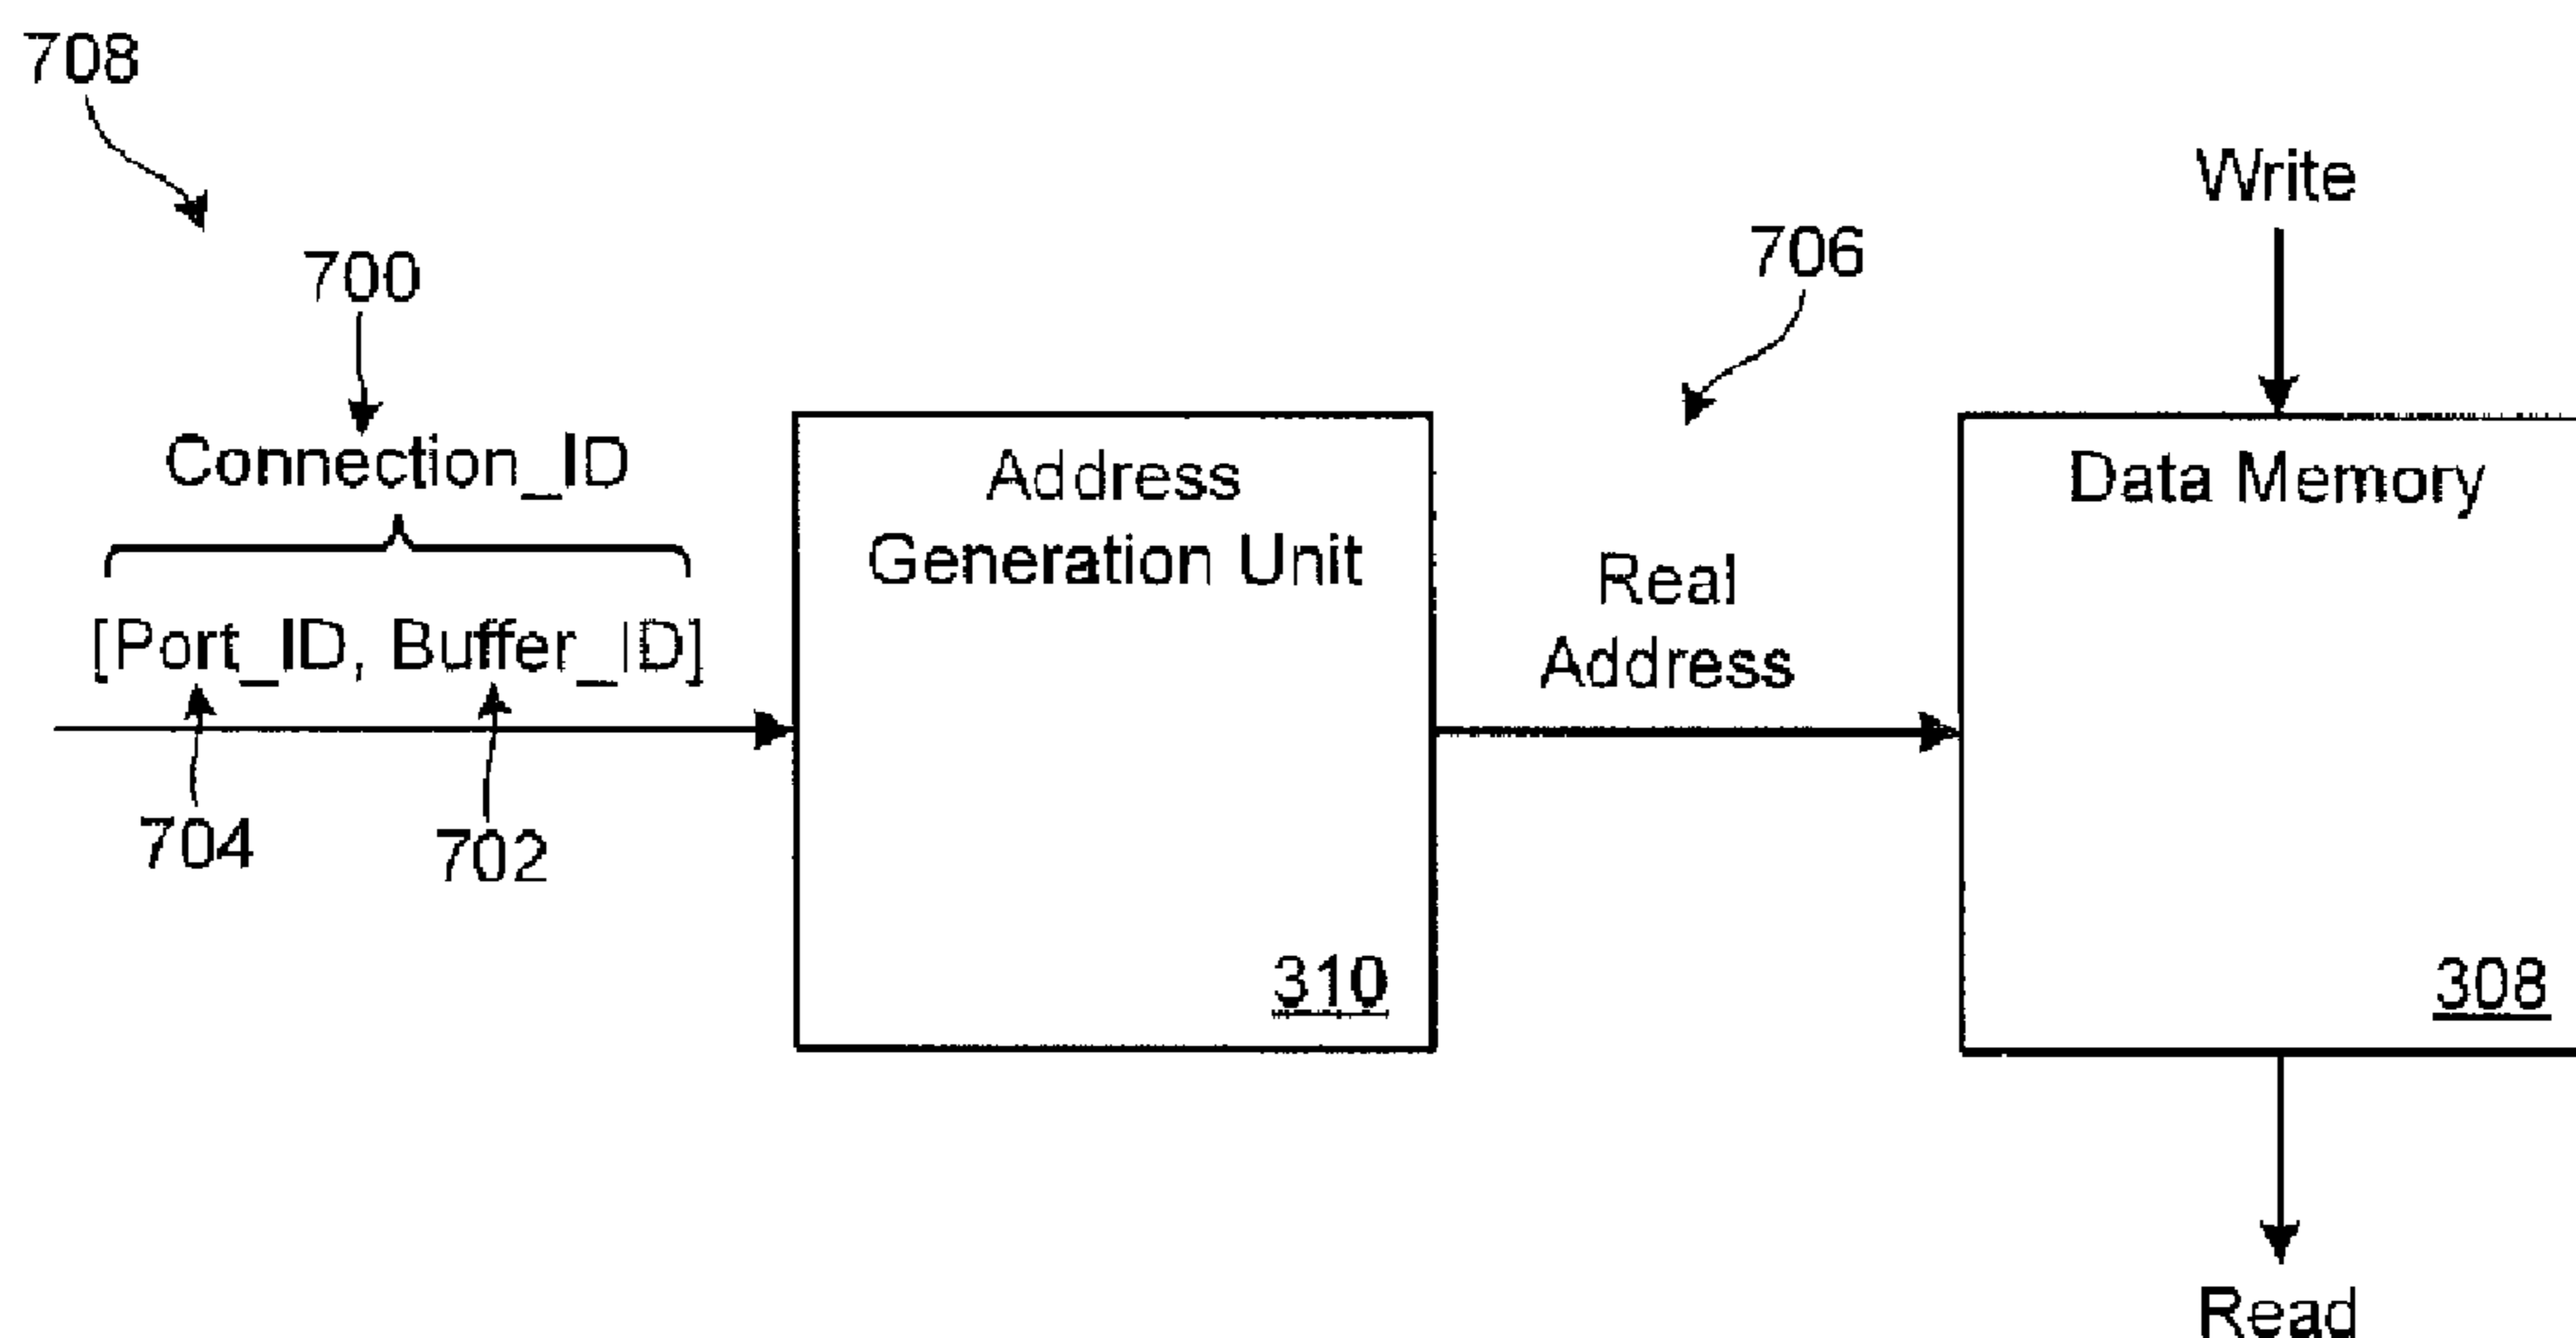 708
700
Connection_ID
[Port_ID, Buffer_ID]
704
702
Address
Generation Unit
310
706
Real
Address
Write
Data Memory
308
Read